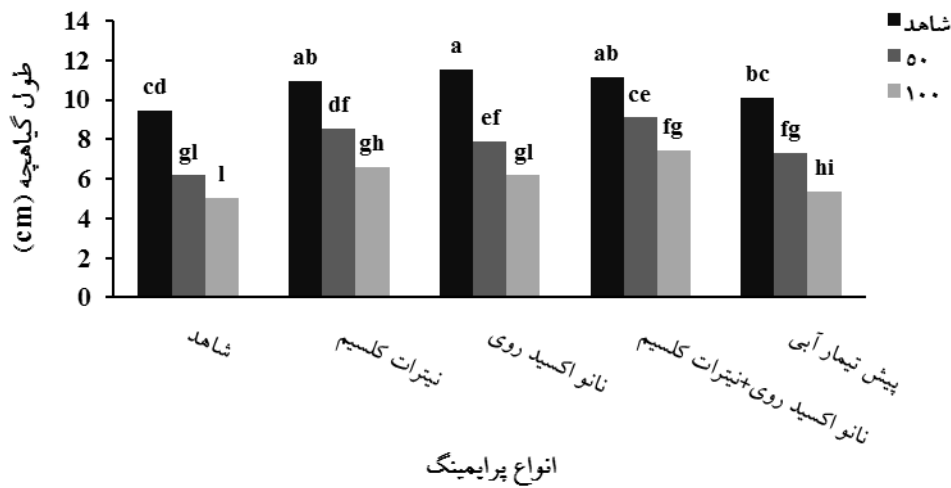 طول گیاهچه (cm)
14
12
10
8
6
4
2
0
cd
gl
l
ab
df
gh
a
ef
gl
ab
ce
fg
bc
fg
hi
شاهد
۵۰
۱۰۰
شاهد
نیترات کلسیم
نانو اکسید روی
نانو اکسید روی+نیترات کلسیم
پیش تیمار آبی
انواع پرایمینگ